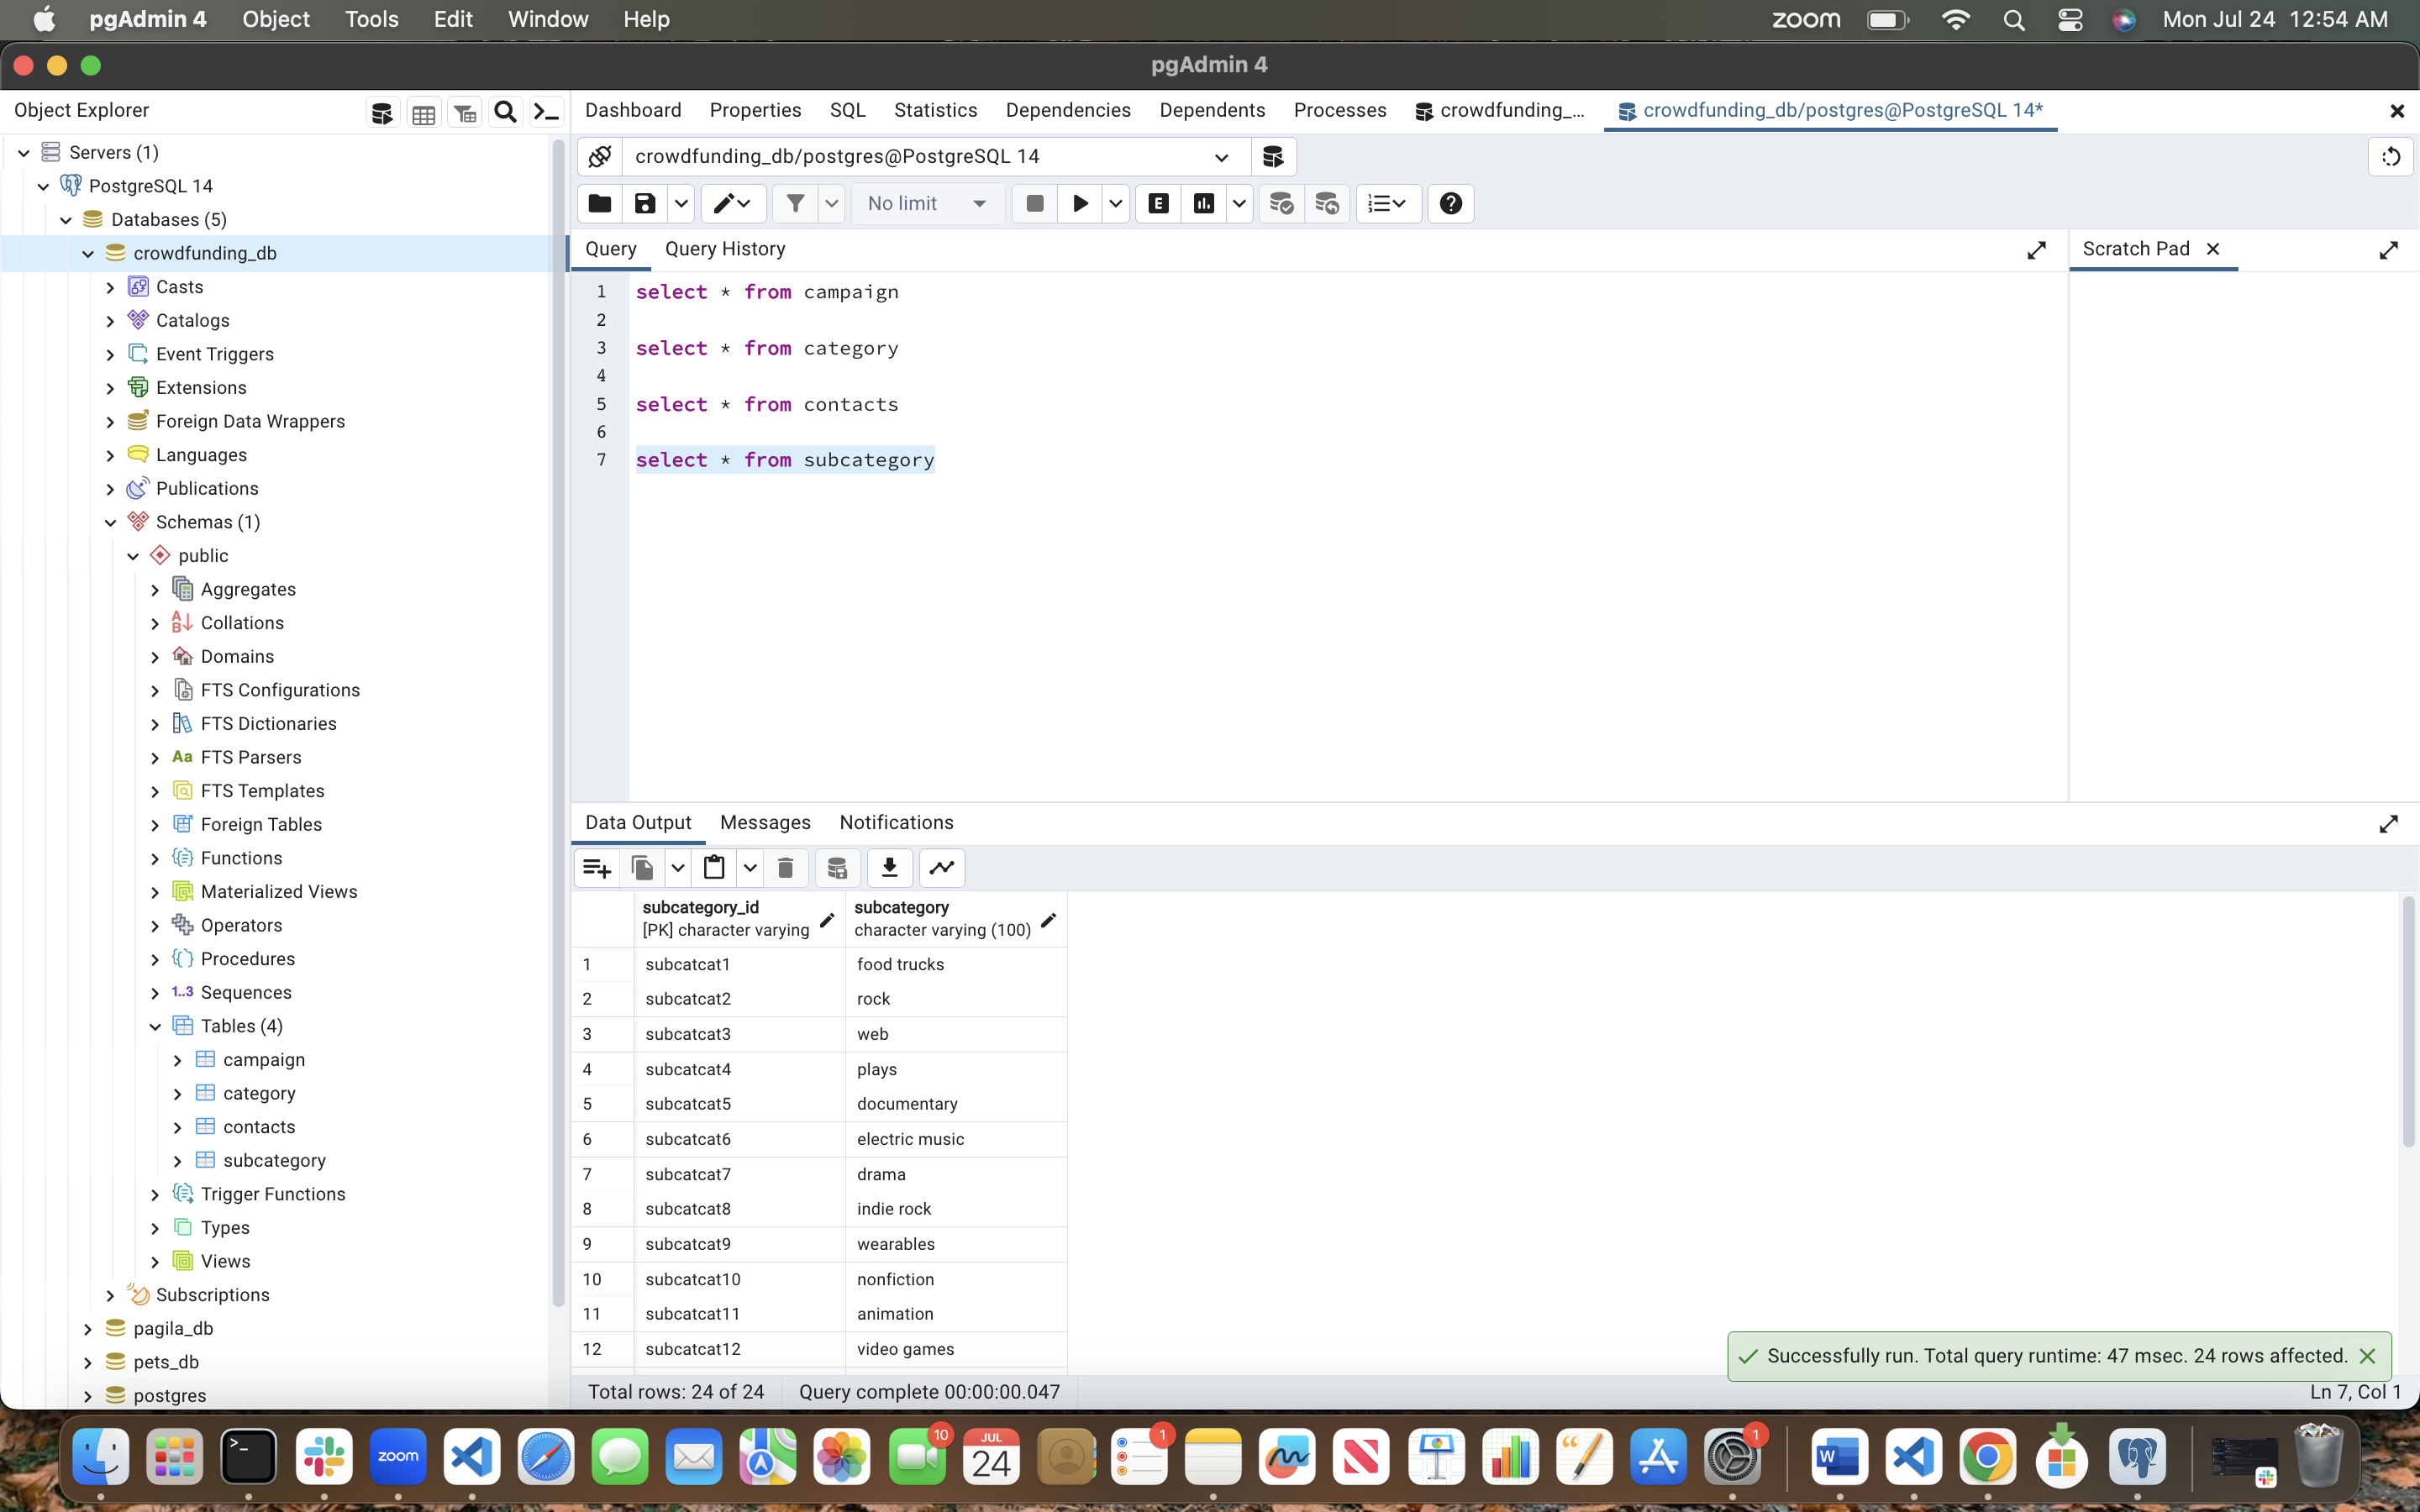 pgAdmin 4 Object Tools Edit Window Help zoom Mon Jul 24 12:54 AM
pgAdmin 4
Object Explorer
Dashboard Properties SQL Statistics Dependencies Dependents Processes crowdfunding_... crowdfunding_db/postgres@PostgreSQL 14*
Servers (1)
PostgreSQL 14
Databases (5)
crowdfunding_db
Casts
Catalogs
Event Triggers
Extensions
Foreign Data Wrappers
Languages
Publications
Schemas (1)
public
Aggregates
Collations
Domains
FTS Configurations
FTS Dictionaries
Aa FTS Parsers
FTS Templates
Foreign Tables
Functions
Materialized Views
Operators
Procedures
1..3 Sequences
Tables (4)
campaign
category
contacts
subcategory
Trigger Functions
Types
Views
Subscriptions
pagila_db
pets_db
postgres
crowdfunding_db/postgres@PostgreSQL 14
No limit
E
Query Query History
Scratch Pad
1 select * from campaign
2
3 select * from category
4
5 select * from contacts
6
7 select * from subcategory
Data Output Messages Notifications
subcategory_id subcategory
[PK] character varying character varying (100)
1 subcatcat1 food trucks
2 subcatcat2 rock
3 subcatcat3 web
4 subcatcat4 plays
5 subcatcat5 documentary
6 subcatcat6 electric music
7 subcatcat7 drama
8 subcatcat8 indie rock
9 subcatcat9 wearables
10 subcatcat10 nonfiction
11 subcatcat11 animation
12 subcatcat12 video games
Successfully run. Total query runtime: 47 msec. 24 rows affected.
Total rows: 24 of 24 Query complete 00:00:00.047 Ln 7, Col 1
zoom 10 JUL 24 1 1 W